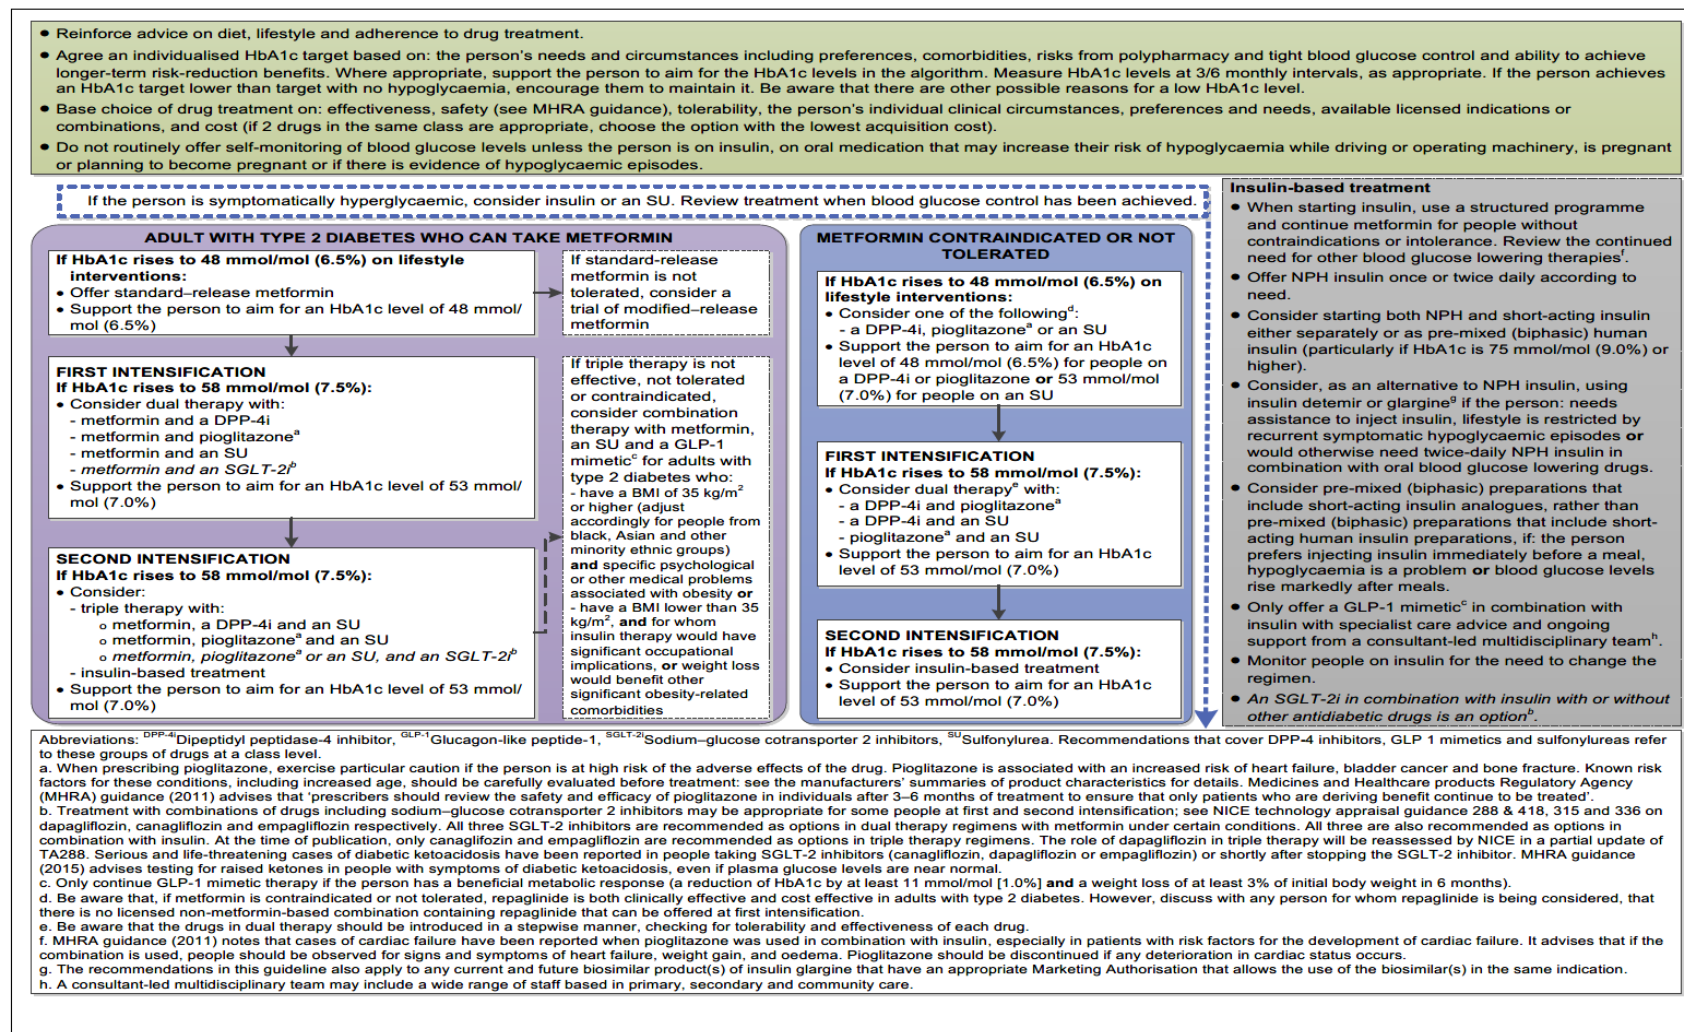 ● Reinforce advice on diet, lifestyle and adherence to drug treatment.
● Agree an individualised HbA1c target based on: the person's needs and circumstances including preferences, comorbidities, risks from polypharmacy and tight blood glucose control and ability to achieve
longer-term risk-reduction benefits. Where appropriate, support the person to aim for the HbA1c levels in the algorithm. Measure HbA1c levels at 3/6 monthly intervals, as appropriate. If the person achieves
an HbA1c target lower than target with no hypoglycaemia, encourage them to maintain it. Be aware that there are other possible reasons for a low HbA1c level.
● Base choice of drug treatment on: effectiveness, safety (see MHRA guidance), tolerability, the person's individual clinical circumstances, preferences and needs, available licensed indications or
combinations, and cost (if 2 drugs in the same class are appropriate, choose the option with the lowest acquisition cost).
● Do not routinely offer self-monitoring of blood glucose levels unless the person is on insulin, on oral medication that may increase their risk of hypoglycaemia while driving or operating machinery, is pregnant
or planning to become pregnant or if there is evidence of hypoglycaemic episodes.
If the person is symptomatically hyperglycaemic, consider insulin or an SU. Review treatment when blood glucose control has been achieved.
ADULT WITH TYPE 2 DIABETES WHO CAN TAKE METFORMIN
If HbA1c rises to 48 mmol/mol (6.5%) on lifestyle
interventions:
• Offer standard–release metformin
• Support the person to aim for an HbA1c level of 48 mmol/
mol (6.5%)
If standard-release
metformin is not
tolerated, consider a
trial of modified–release
metformin
FIRST INTENSIFICATION
If HbA1c rises to 58 mmol/mol (7.5%):
• Consider dual therapy with:
- metformin and a DPP-4i
- metformin and pioglitazoneᵃ
- metformin and an SU
- metformin and an SGLT-2iᵇ
• Support the person to aim for an HbA1c level of 53 mmol/
mol (7.0%)
SECOND INTENSIFICATION
If HbA1c rises to 58 mmol/mol (7.5%):
• Consider:
- triple therapy with:
o metformin, a DPP-4i and an SU
o metformin, pioglitazoneᵃ and an SU
o metformin, pioglitazoneᵃ or an SU, and an SGLT-2iᵇ
- insulin-based treatment
• Support the person to aim for an HbA1c level of 53 mmol/
mol (7.0%)
If triple therapy is not
effective, not tolerated
or contraindicated,
consider combination
therapy with metformin,
an SU and a GLP-1
mimeticᶜ for adults with
type 2 diabetes who:
- have a BMI of 35 kg/m²
or higher (adjust
accordingly for people from
black, Asian and other
minority ethnic groups)
and specific psychological
or other medical problems
associated with obesity or
- have a BMI lower than 35
kg/m², and for whom
insulin therapy would have
significant occupational
implications, or weight loss
would benefit other
significant obesity-related
comorbidities
METFORMIN CONTRAINDICATED OR NOT
TOLERATED
If HbA1c rises to 48 mmol/mol (6.5%) on
lifestyle interventions:
• Consider one of the followingᵈ:
- a DPP-4i, pioglitazoneᵃ or an SU
• Support the person to aim for an HbA1c
level of 48 mmol/mol (6.5%) for people on
a DPP-4i or pioglitazone or 53 mmol/mol
(7.0%) for people on an SU
FIRST INTENSIFICATION
If HbA1c rises to 58 mmol/mol (7.5%):
• Consider dual therapyᵉ with:
- a DPP-4i and pioglitazoneᵃ
- a DPP-4i and an SU
- pioglitazoneᵃ and an SU
• Support the person to aim for an HbA1c
level of 53 mmol/mol (7.0%)
SECOND INTENSIFICATION
If HbA1c rises to 58 mmol/mol (7.5%):
• Consider insulin-based treatment
• Support the person to aim for an HbA1c
level of 53 mmol/mol (7.0%)
Insulin-based treatment
● When starting insulin, use a structured programme
and continue metformin for people without
contraindications or intolerance. Review the continued
need for other blood glucose lowering therapiesᶠ.
● Offer NPH insulin once or twice daily according to
need.
● Consider starting both NPH and short-acting insulin
either separately or as pre-mixed (biphasic) human
insulin (particularly if HbA1c is 75 mmol/mol (9.0%) or
higher).
● Consider, as an alternative to NPH insulin, using
insulin detemir or glargineᵍ if the person: needs
assistance to inject insulin, lifestyle is restricted by
recurrent symptomatic hypoglycaemic episodes or
would otherwise need twice-daily NPH insulin in
combination with oral blood glucose lowering drugs.
● Consider pre-mixed (biphasic) preparations that
include short-acting insulin analogues, rather than
pre-mixed (biphasic) preparations that include short-
acting human insulin preparations, if: the person
prefers injecting insulin immediately before a meal,
hypoglycaemia is a problem or blood glucose levels
rise markedly after meals.
● Only offer a GLP-1 mimeticᶜ in combination with
insulin with specialist care advice and ongoing
support from a consultant-led multidisciplinary teamʰ.
● Monitor people on insulin for the need to change the
regimen.
● An SGLT-2i in combination with insulin with or without
other antidiabetic drugs is an optionᵇ.
Abbreviations: DPP-4iDipeptidyl peptidase-4 inhibitor, GLP-1Glucagon-like peptide-1, SGLT-2iSodium–glucose cotransporter 2 inhibitors, SUSulfonylurea. Recommendations that cover DPP-4 inhibitors, GLP 1 mimetics and sulfonylureas refer
to these groups of drugs at a class level.
a. When prescribing pioglitazone, exercise particular caution if the person is at high risk of the adverse effects of the drug. Pioglitazone is associated with an increased risk of heart failure, bladder cancer and bone fracture. Known risk
factors for these conditions, including increased age, should be carefully evaluated before treatment: see the manufacturers' summaries of product characteristics for details. Medicines and Healthcare products Regulatory Agency
(MHRA) guidance (2011) advises that 'prescribers should review the safety and efficacy of pioglitazone in individuals after 3–6 months of treatment to ensure that only patients who are deriving benefit continue to be treated'.
b. Treatment with combinations of drugs including sodium–glucose cotransporter 2 inhibitors may be appropriate for some people at first and second intensification; see NICE technology appraisal guidance 288 & 418, 315 and 336 on
dapagliflozin, canagliflozin and empagliflozin respectively. All three SGLT-2 inhibitors are recommended as options in dual therapy regimens with metformin under certain conditions. All three are also recommended as options in
combination with insulin. At the time of publication, only canaglifozin and empagliflozin are recommended as options in triple therapy regimens. The role of dapagliflozin in triple therapy will be reassessed by NICE in a partial update of
TA288. Serious and life-threatening cases of diabetic ketoacidosis have been reported in people taking SGLT-2 inhibitors (canagliflozin, dapagliflozin or empagliflozin) or shortly after stopping the SGLT-2 inhibitor. MHRA guidance
(2015) advises testing for raised ketones in people with symptoms of diabetic ketoacidosis, even if plasma glucose levels are near normal.
c. Only continue GLP-1 mimetic therapy if the person has a beneficial metabolic response (a reduction of HbA1c by at least 11 mmol/mol [1.0%] and a weight loss of at least 3% of initial body weight in 6 months).
d. Be aware that, if metformin is contraindicated or not tolerated, repaglinide is both clinically effective and cost effective in adults with type 2 diabetes. However, discuss with any person for whom repaglinide is being considered, that
there is no licensed non-metformin-based combination containing repaglinide that can be offered at first intensification.
e. Be aware that the drugs in dual therapy should be introduced in a stepwise manner, checking for tolerability and effectiveness of each drug.
f. MHRA guidance (2011) notes that cases of cardiac failure have been reported when pioglitazone was used in combination with insulin, especially in patients with risk factors for the development of cardiac failure. It advises that if the
combination is used, people should be observed for signs and symptoms of heart failure, weight gain, and oedema. Pioglitazone should be discontinued if any deterioration in cardiac status occurs.
g. The recommendations in this guideline also apply to any current and future biosimilar product(s) of insulin glargine that have an appropriate Marketing Authorisation that allows the use of the biosimilar(s) in the same indication.
h. A consultant-led multidisciplinary team may include a wide range of staff based in primary, secondary and community care.